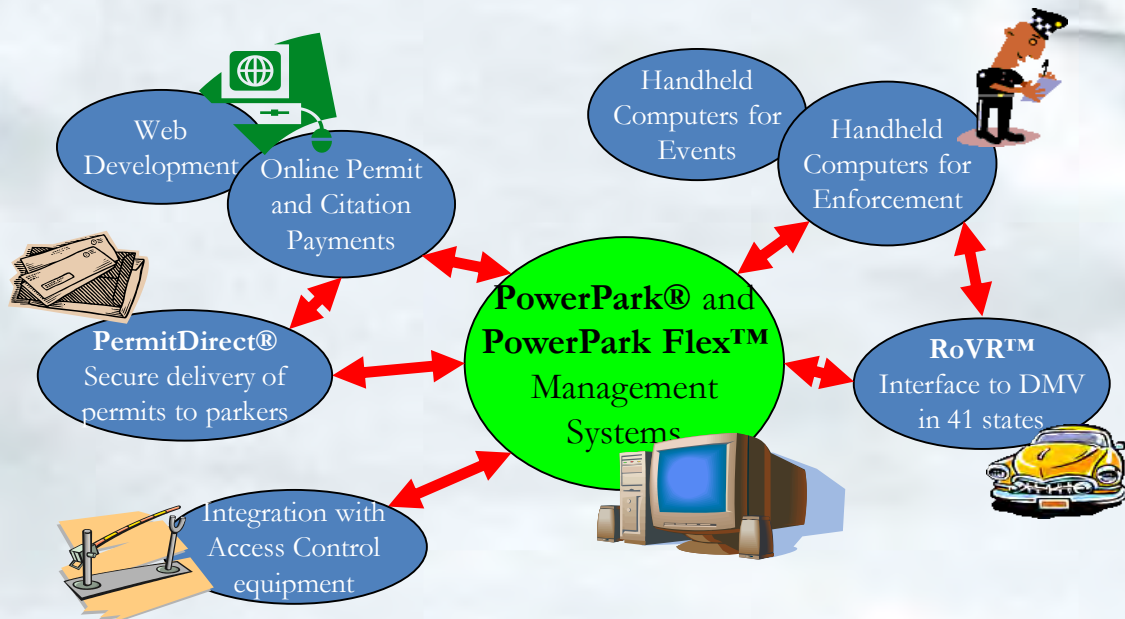 Web
Development
Online Permit
and Citation
Payments
Handheld
Computers for
Events
Handheld
Computers for
Enforcement
PowerPark® and
PowerPark Flex™
Management
Systems
PermitDirect®
Secure delivery of
permits to parkers
RoVR™
Interface to DMV
in 41 states
Integration with
Access Control
equipment